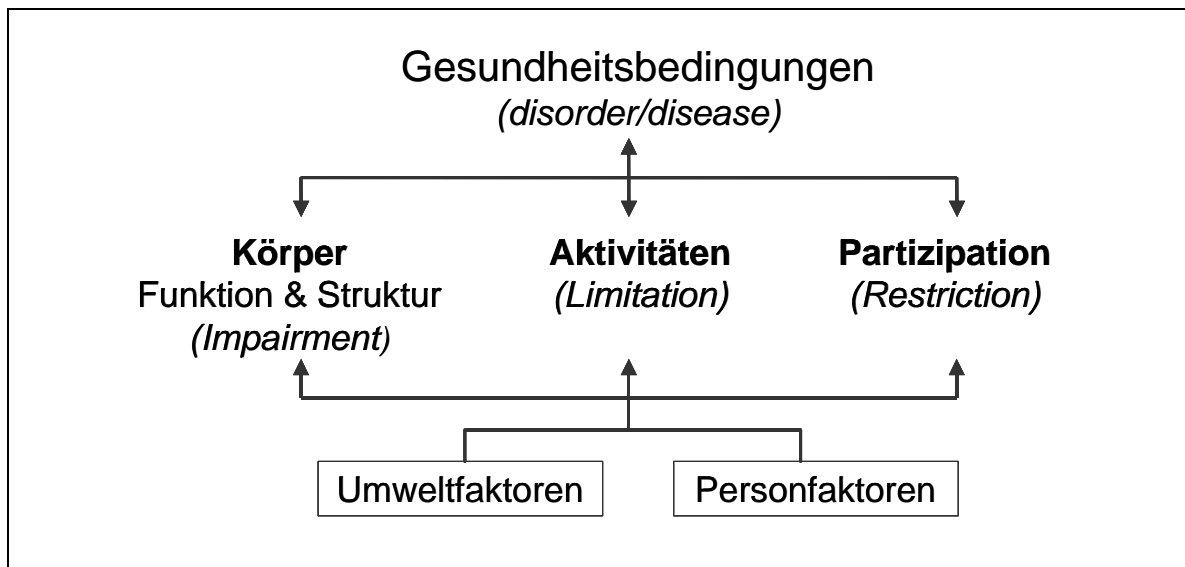 Gesundheitsbedingungen
(disorder/disease)
Körper
Funktion & Struktur
(Impairment)
Aktivitäten
(Limitation)
Partizipation
(Restriction)
Umweltfaktoren
Personfaktoren